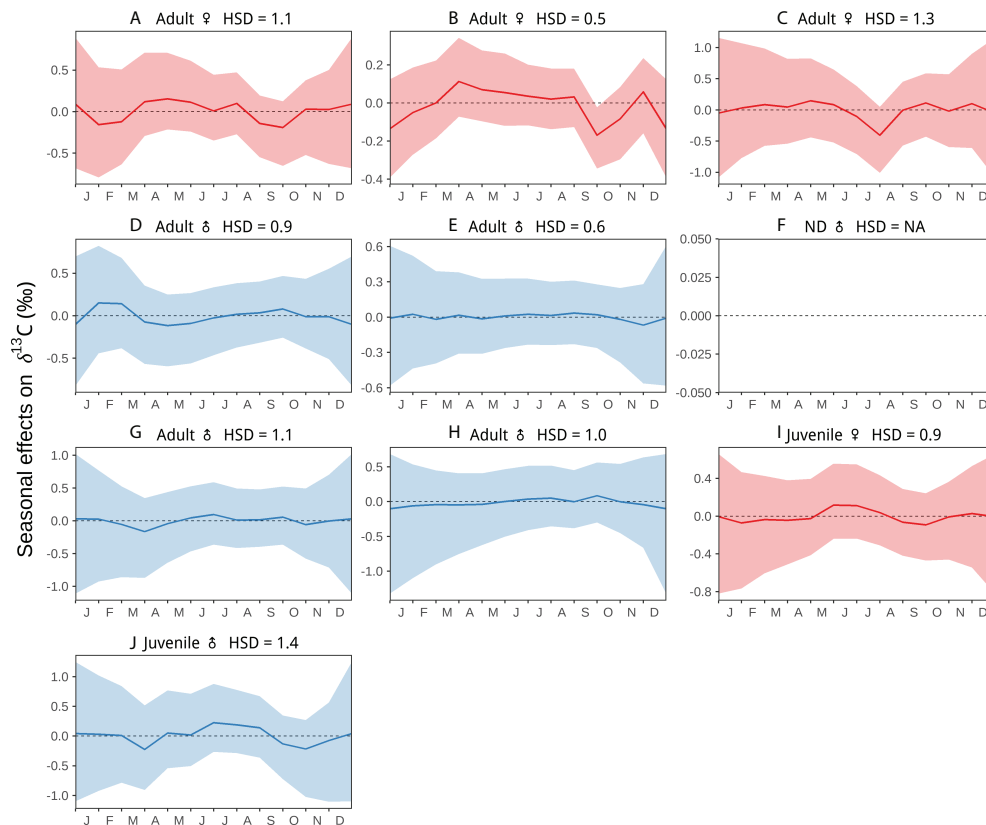 Seasonal effects on δ13C (‰)
A Adult ♀ HSD = 1.1
0.5
0.0
-0.5
J F M A M J J A S O N D
B Adult ♀ HSD = 0.5
0.2
0.0
-0.2
-0.4
J F M A M J J A S O N D
C Adult ♀ HSD = 1.3
1.0
0.5
0.0
-0.5
-1.0
J F M A M J J A S O N D
D Adult ♂ HSD = 0.9
0.5
0.0
-0.5
J F M A M J J A S O N D
E Adult ♂ HSD = 0.6
0.6
0.3
0.0
-0.3
-0.6
J F M A M J J A S O N D
F ND ♂ HSD = NA
0.050
0.025
0.000
-0.025
-0.050
J F M A M J J A S O N D
G Adult ♂ HSD = 1.1
1.0
0.5
0.0
-0.5
-1.0
J F M A M J J A S O N D
H Adult ♂ HSD = 1.0
0.5
0.0
-0.5
-1.0
J F M A M J J A S O N D
I Juvenile ♀ HSD = 0.9
0.4
0.0
-0.4
-0.8
J F M A M J J A S O N D
J Juvenile ♂ HSD = 1.4
1.0
0.5
0.0
-0.5
-1.0
J F M A M J J A S O N D